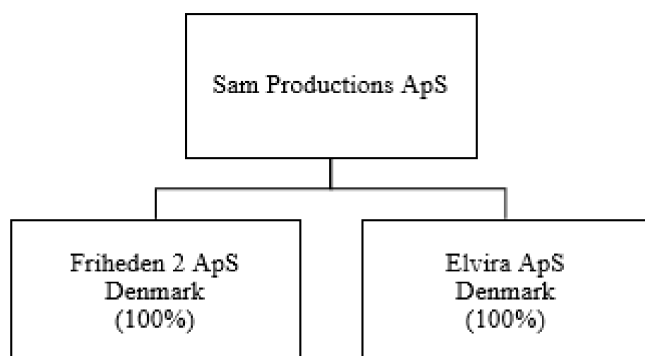 Sam Productions ApS
Friheden 2 ApS
Denmark
(100%)
Elvira ApS
Denmark
(100%)